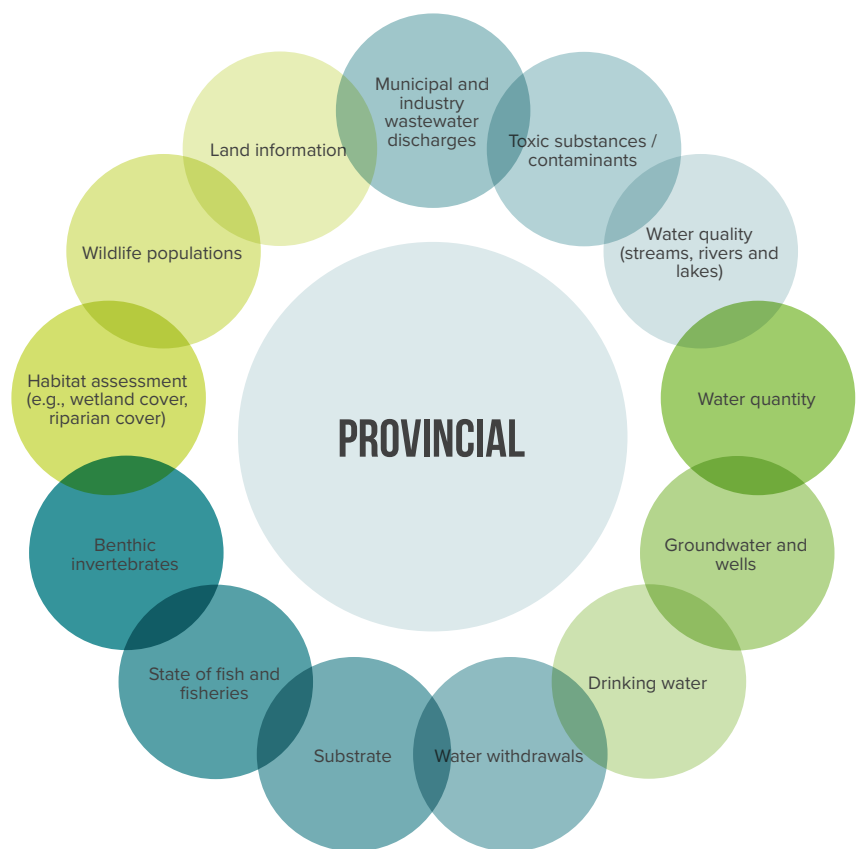 Municipal and
industry
wastewater
discharges
Toxic substances /
contaminants
Water quality
(streams, rivers and
lakes)
Water quantity
Groundwater and
wells
Drinking water
Water withdrawals
Substrate
State of fish and
fisheries
Benthic
invertebrates
Habitat assessment
(e.g., wetland cover,
riparian cover)
Wildlife populations
Land information
PROVINCIAL